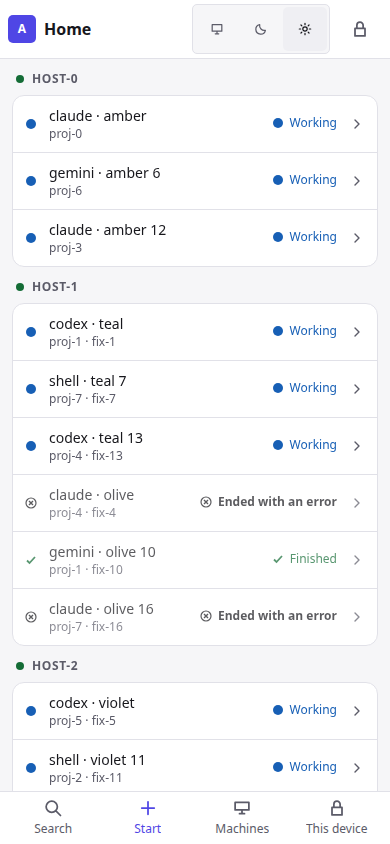 A Home
HOST-0
claude · amber
proj-0
Working
gemini · amber 6
proj-6
Working
claude · amber 12
proj-3
Working
HOST-1
codex · teal
proj-1 · fix-1
Working
shell · teal 7
proj-7 · fix-7
Working
codex · teal 13
proj-4 · fix-13
Working
claude · olive
proj-4 · fix-4
Ended with an error
gemini · olive 10
proj-1 · fix-10
Finished
claude · olive 16
proj-7 · fix-16
Ended with an error
HOST-2
codex · violet
proj-5 · fix-5
Working
shell · violet 11
proj-2 · fix-11
Working
Search
Start
Machines
This device